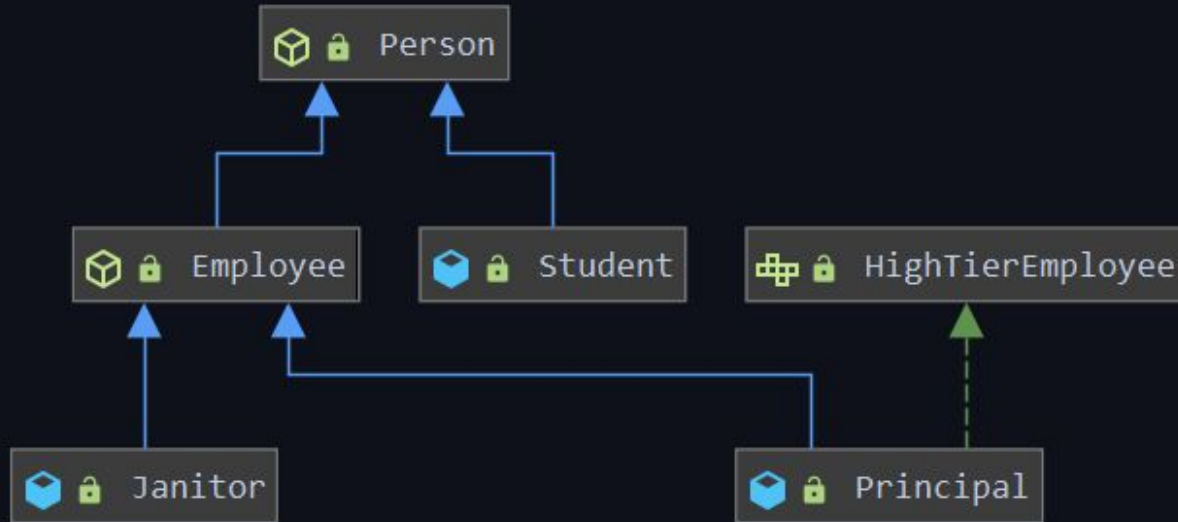 Person
Employee
Student
HighTierEmployee
Janitor
Principal